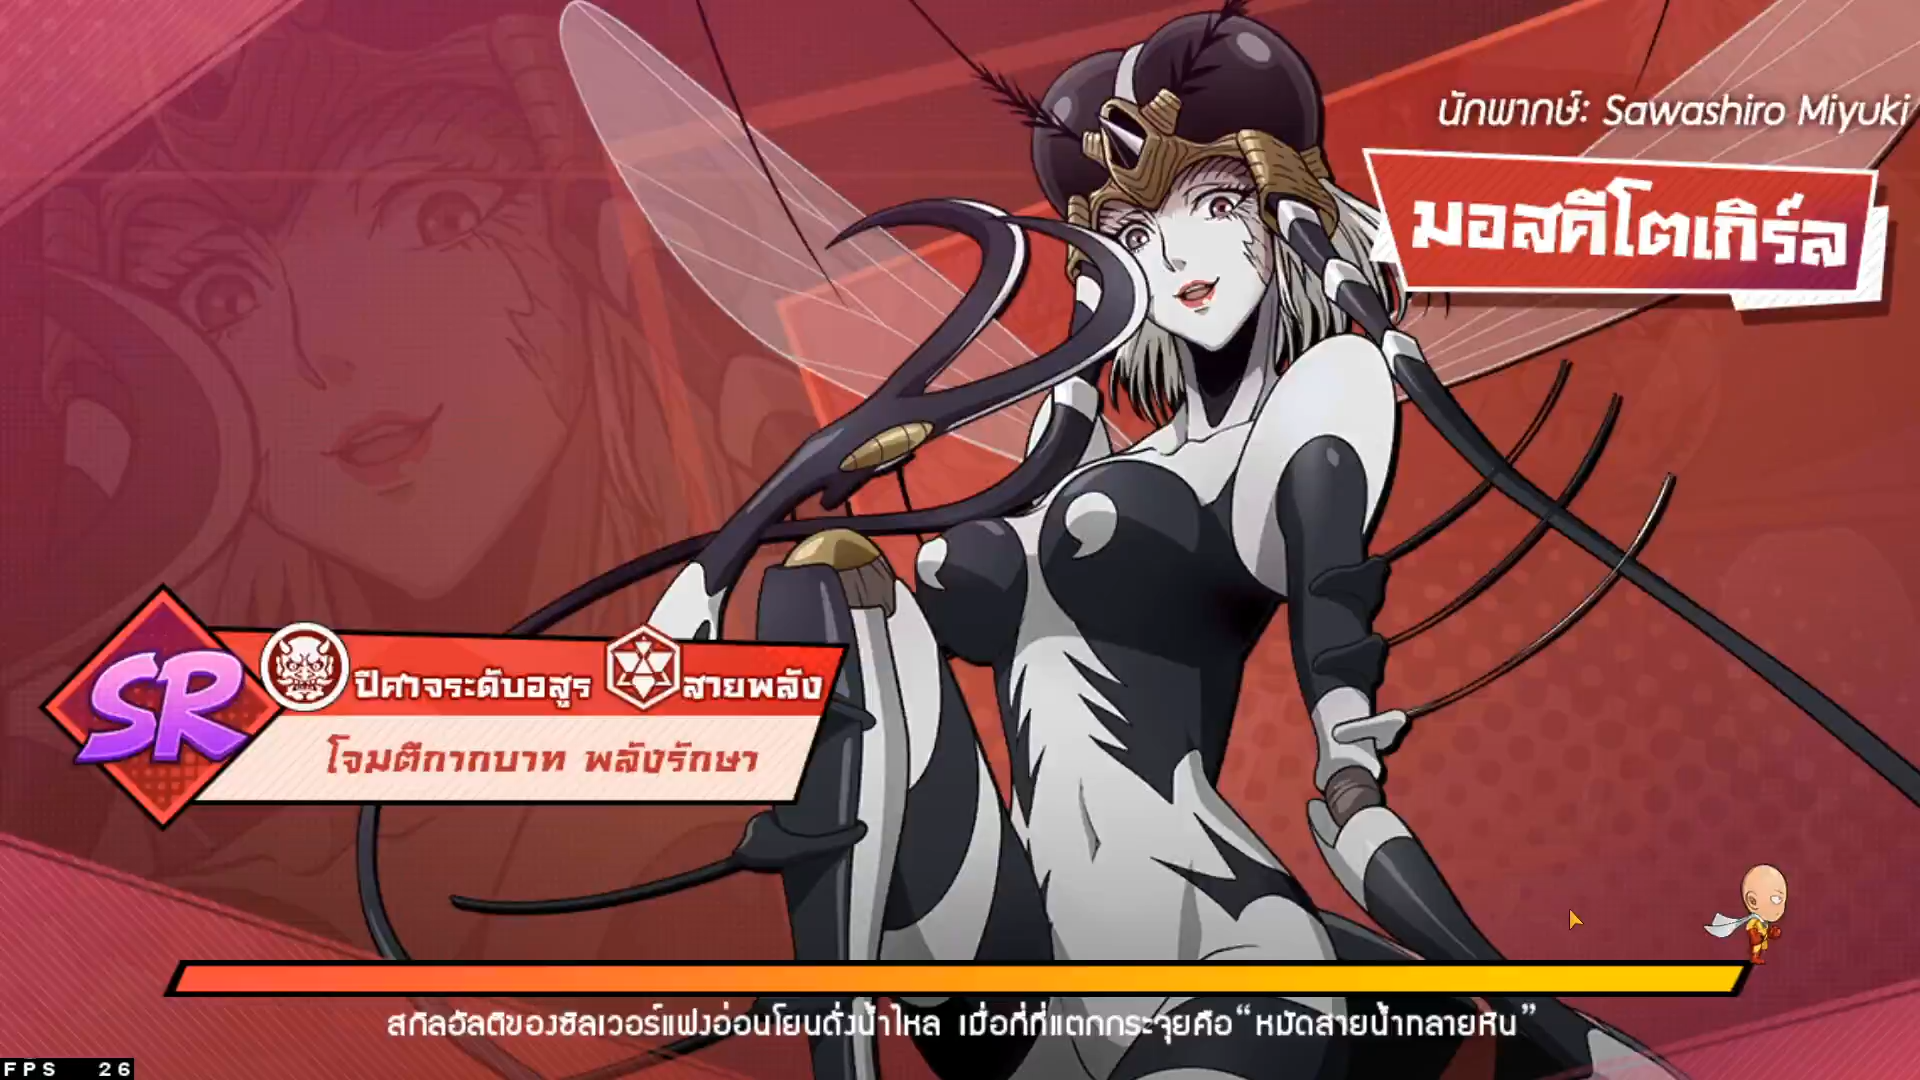 นักพากษ์: Sawashiro Miyuki
มอสคีโตเกิร์ล
SR
ปีศาจระดับอสูร สายพลัง
โจมตีกากบาท พลังรักษา
สกิลอัลติของซิลเวอร์แฟงอ่อนโยนดั่งน้ำไหล เมื่อกี่ที่แตกกระจุยคือ“หมัดสายน้ำทลายหิน”
FPS 26